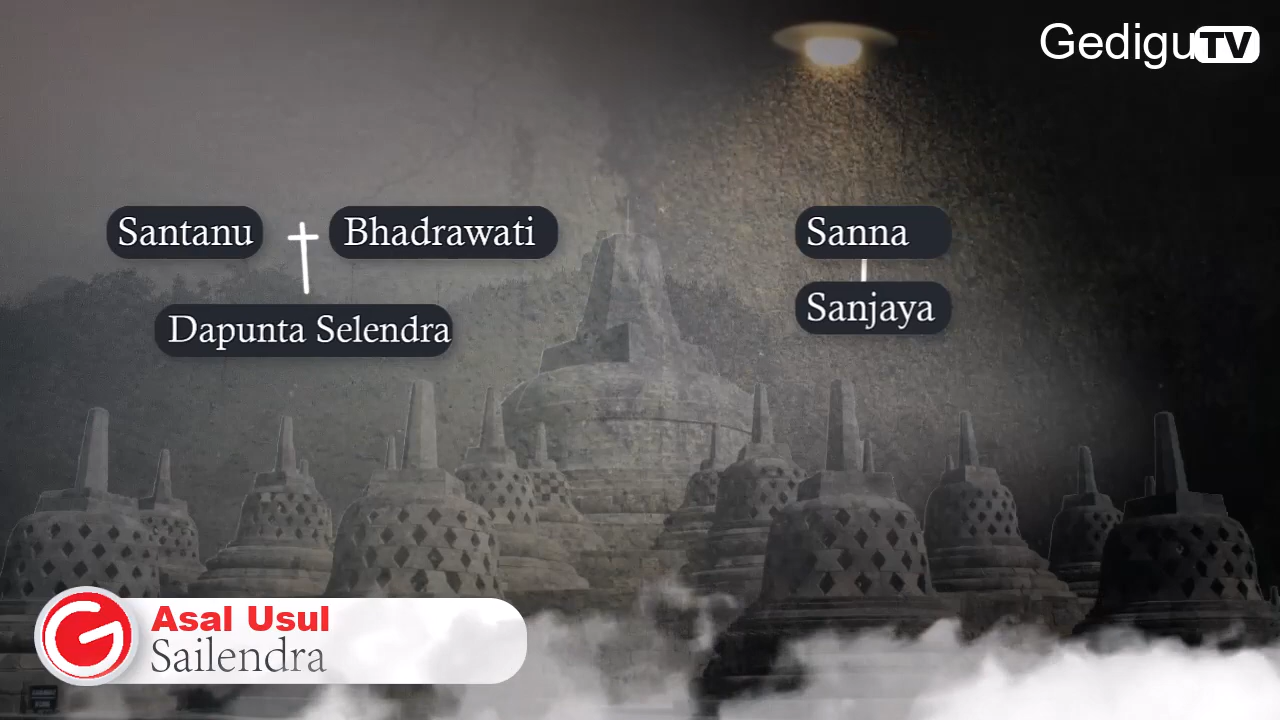 GediguTV
Santanu Bhadrawati
Dapunta Selendra
Sanna
Sanjaya
Asal Usul
Sailendra